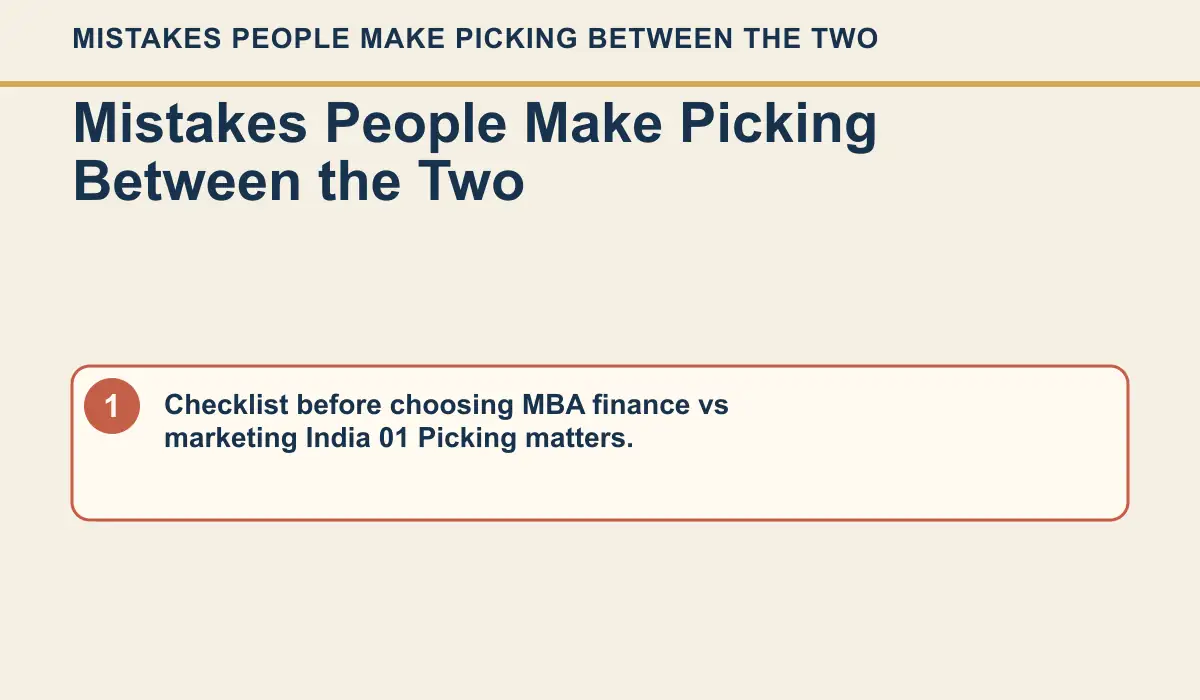 MISTAKES PEOPLE MAKE PICKING BETWEEN THE TWO
Mistakes People Make Picking
Between the Two
1
Checklist before choosing MBA finance vs
marketing India 01 Picking matters.